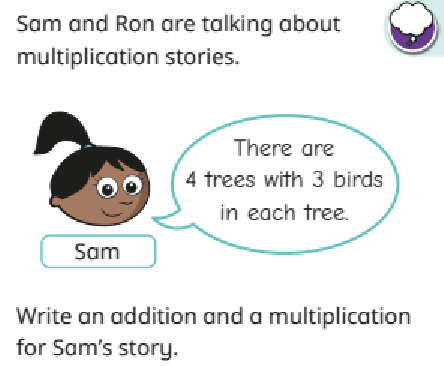 Sam and Ron are talking about
multiplication stories.
There are
4 trees with 3 birds
in each tree.
Sam
Write an addition and a multiplication
for Sam's story.